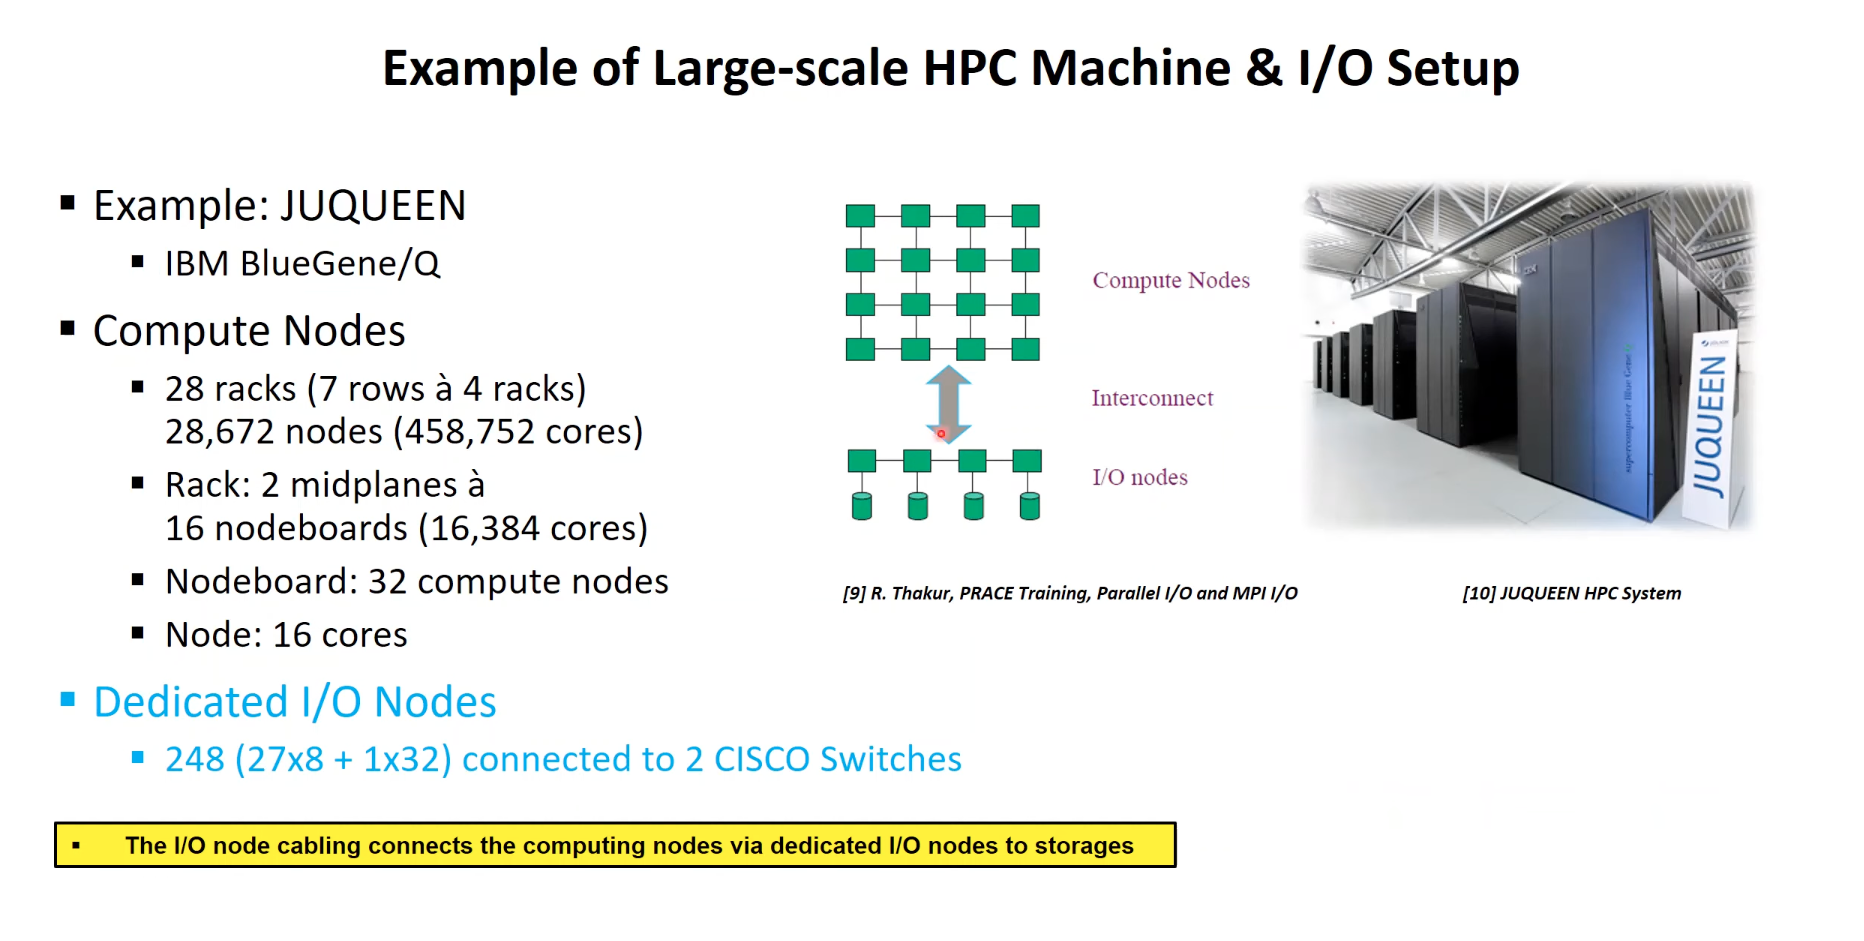 Example of Large-scale HPC Machine & I/O Setup
▪ Example: JUQUEEN
▪ IBM BlueGene/Q
▪ Compute Nodes
▪ 28 racks (7 rows à 4 racks)
28,672 nodes (458,752 cores)
▪ Rack: 2 midplanes à
16 nodeboards (16,384 cores)
▪ Nodeboard: 32 compute nodes
▪ Node: 16 cores
▪ Dedicated I/O Nodes
▪ 248 (27x8 + 1x32) connected to 2 CISCO Switches
▪ The I/O node cabling connects the computing nodes via dedicated I/O nodes to storages
Compute Nodes
Interconnect
I/O nodes
[9] R. Thakur, PRACE Training, Parallel I/O and MPI I/O
IBM
supercomputer Blue Gene/Q
JUQUEEN
[10] JUQUEEN HPC System